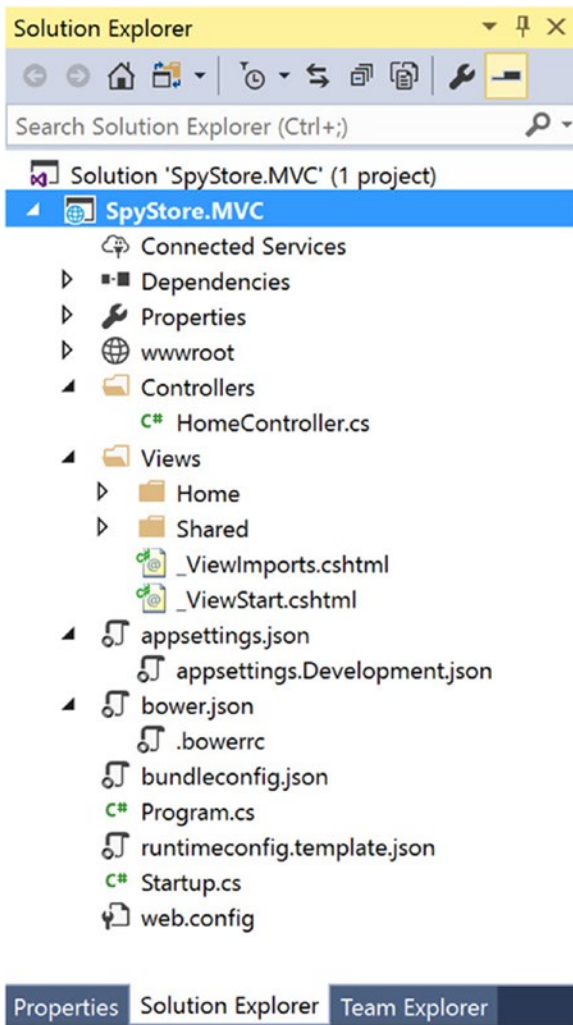 Solution Explorer
Search Solution Explorer (Ctrl+;)
Solution 'SpyStore.MVC' (1 project)
SpyStore.MVC
Connected Services
Dependencies
Properties
wwwroot
Controllers
C# HomeController.cs
Views
Home
Shared
_ViewImports.cshtml
_ViewStart.cshtml
appsettings.json
appsettings.Development.json
bower.json
.bowerrc
bundleconfig.json
C# Program.cs
runtimeconfig.template.json
C# Startup.cs
web.config
Properties Solution Explorer Team Explorer